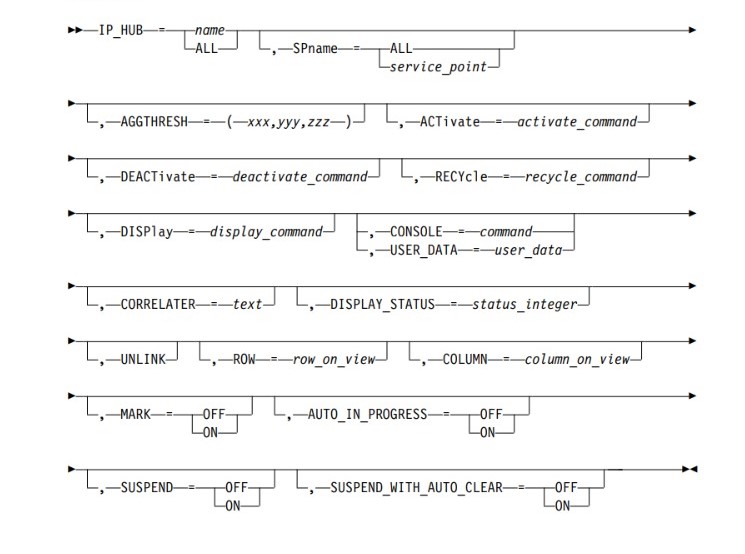 IP_HUB = name
ALL , SPname = ALL
service_point
, AGGTHRESH = ( xxx,yyy,zzz ) , ACTivate = activate_command
, DEACTivate = deactivate_command , RECYcle = recycle_command
, DISPlay = display_command , CONSOLE = command
, USER_DATA = user_data
, CORRELATER = text , DISPLAY_STATUS = status_integer
, UNLINK , ROW = row_on_view , COLUMN = column_on_view
, MARK = OFF , AUTO_IN_PROGRESS = OFF
ON ON
, SUSPEND = OFF , SUSPEND_WITH_AUTO_CLEAR = OFF
ON ON